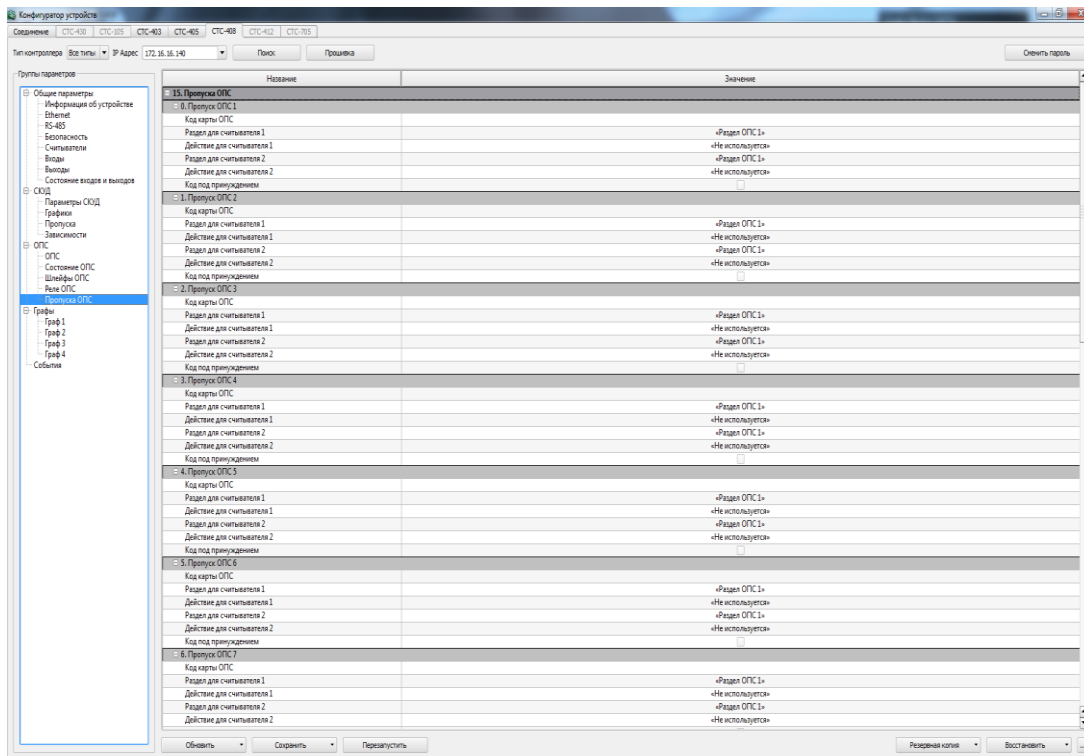 Конфигуратор устройств
Соединение СТС-430 СТС-105 СТС-403 СТС-405 СТС-408 СТС-412 СТС-705
Тип контроллера Все типы IP Адрес 172.16.16.140 Поиск Прошивка Сменить пароль
Группы параметров
Общие параметры
Информация об устройстве
Ethernet
RS-485
Безопасность
Считыватели
Входы
Выходы
Состояние входов и выходов
СКУД
Параметры СКУД
Графики
Пропуска
Зависимости
ОПС
ОПС
Состояние ОПС
Шлейфы ОПС
Реле ОПС
Пропуска ОПС
Графы
Граф 1
Граф 2
Граф 3
Граф 4
События
Название Значение
15. Пропуска ОПС
0. Пропуск ОПС 1
Код карты ОПС
Раздел для считывателя 1 «Раздел ОПС 1»
Действие для считывателя 1 «Не используется»
Раздел для считывателя 2 «Раздел ОПС 1»
Действие для считывателя 2 «Не используется»
Код под принуждением
1. Пропуск ОПС 2
Код карты ОПС
Раздел для считывателя 1 «Раздел ОПС 1»
Действие для считывателя 1 «Не используется»
Раздел для считывателя 2 «Раздел ОПС 1»
Действие для считывателя 2 «Не используется»
Код под принуждением
2. Пропуск ОПС 3
Код карты ОПС
Раздел для считывателя 1 «Раздел ОПС 1»
Действие для считывателя 1 «Не используется»
Раздел для считывателя 2 «Раздел ОПС 1»
Действие для считывателя 2 «Не используется»
Код под принуждением
3. Пропуск ОПС 4
Код карты ОПС
Раздел для считывателя 1 «Раздел ОПС 1»
Действие для считывателя 1 «Не используется»
Раздел для считывателя 2 «Раздел ОПС 1»
Действие для считывателя 2 «Не используется»
Код под принуждением
4. Пропуск ОПС 5
Код карты ОПС
Раздел для считывателя 1 «Раздел ОПС 1»
Действие для считывателя 1 «Не используется»
Раздел для считывателя 2 «Раздел ОПС 1»
Действие для считывателя 2 «Не используется»
Код под принуждением
5. Пропуск ОПС 6
Код карты ОПС
Раздел для считывателя 1 «Раздел ОПС 1»
Действие для считывателя 1 «Не используется»
Раздел для считывателя 2 «Раздел ОПС 1»
Действие для считывателя 2 «Не используется»
Код под принуждением
6. Пропуск ОПС 7
Код карты ОПС
Раздел для считывателя 1 «Раздел ОПС 1»
Действие для считывателя 1 «Не используется»
Раздел для считывателя 2 «Раздел ОПС 1»
Действие для считывателя 2 «Не используется»
Обновить Сохранить Перезапустить Резервная копия Восстановить